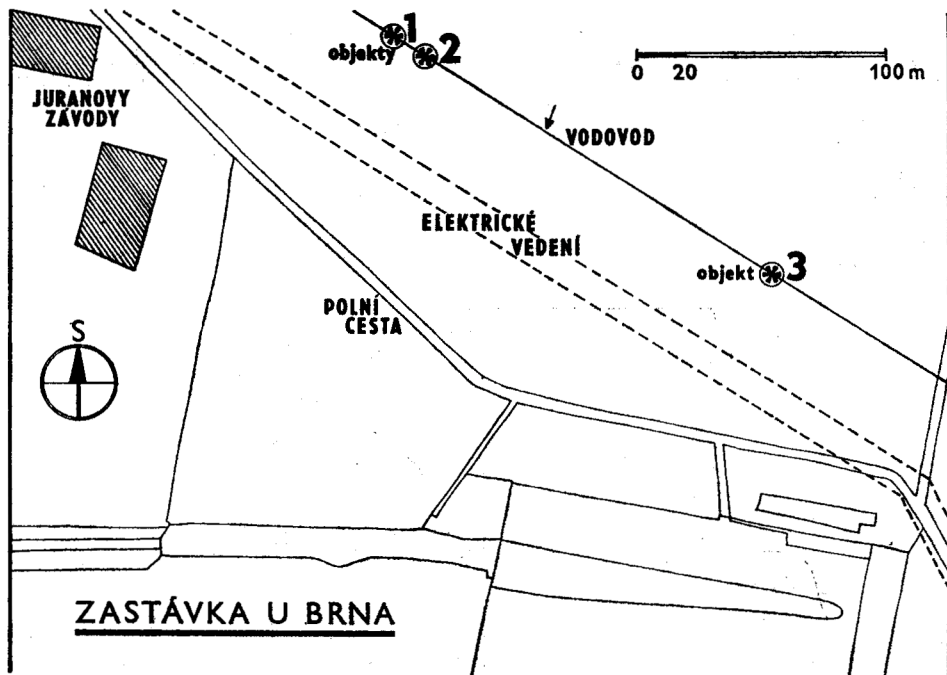 1
objekty
2
0 20 100 m
JURANOVY
ZÁVODY
VODOVOD
ELEKTRICKÉ
VEDENÍ
objekt 3
POLNÍ
CESTA
S
ZASTÁVKA U BRNA